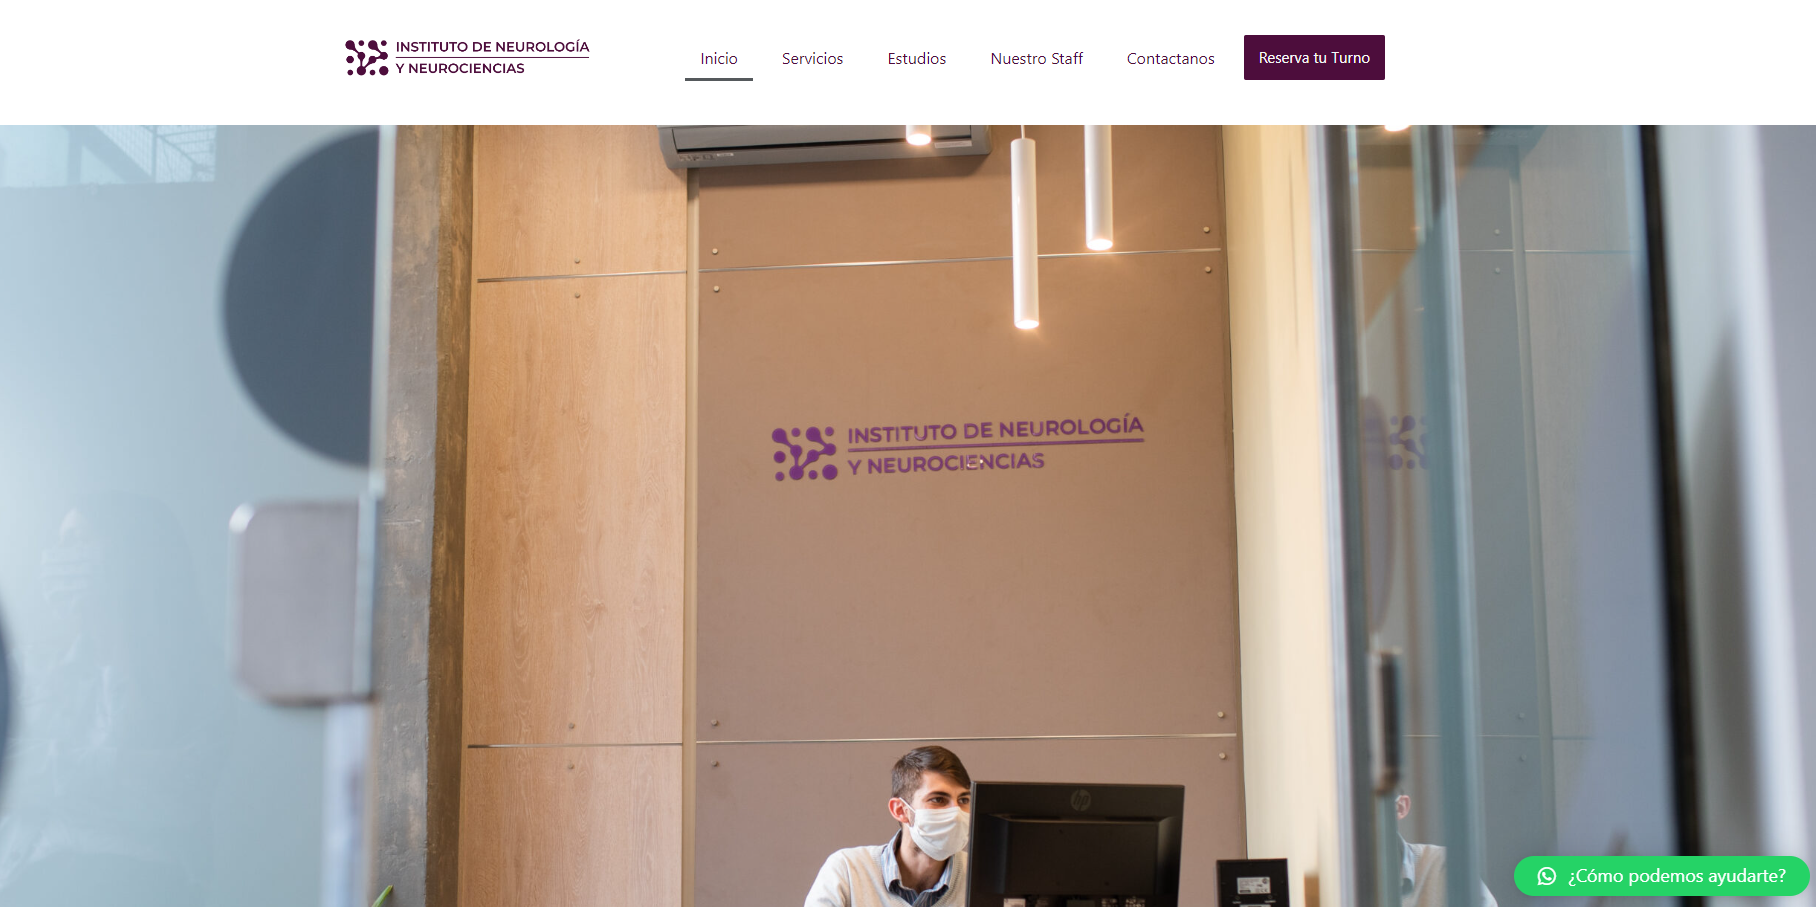 INSTITUTO DE NEUROLOGÍA
Y NEUROCIENCIAS
Inicio
Servicios
Estudios
Nuestro Staff
Contactanos
Reserva tu Turno
INSTITUTO DE NEUROLOGÍA
Y NEUROCIENCIAS
hp
¿Cómo podemos ayudarte?